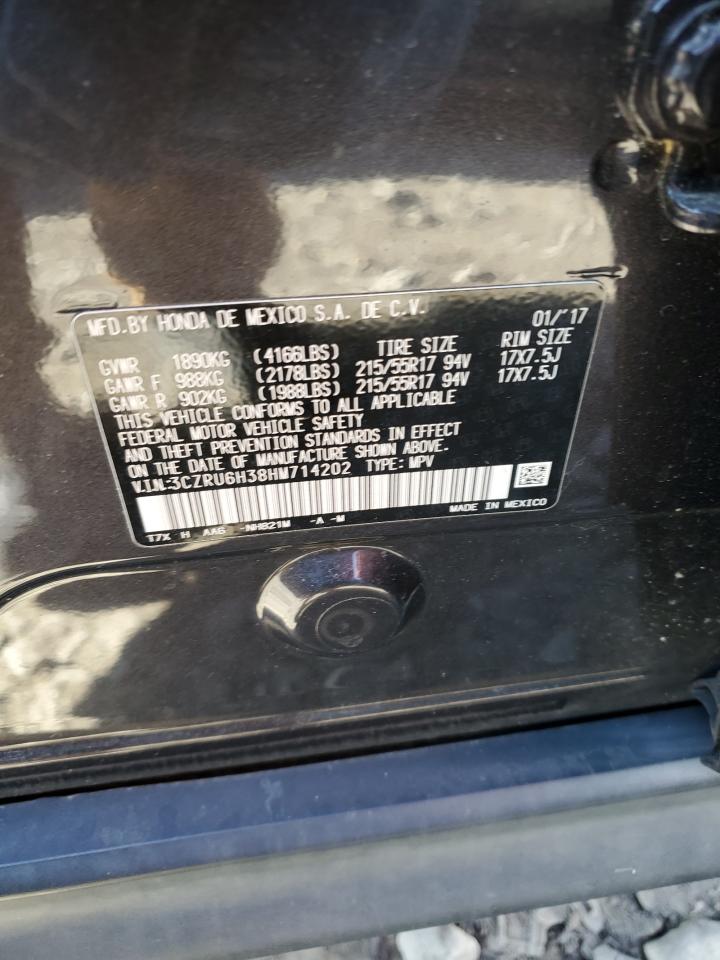 MFD.BY HONDA DE MEXICO S.A. DE C.V. 01/'17
GVWR 1890KG (4166LBS) TIRE SIZE RIM SIZE
GAWR F 988KG (2178LBS) 215/55R17 94V 17X7.5J
GAWR R 902KG (1988LBS) 215/55R17 94V 17X7.5J
THIS VEHICLE CONFORMS TO ALL APPLICABLE
FEDERAL MOTOR VEHICLE SAFETY
AND THEFT PREVENTION STANDARDS IN EFFECT
ON THE DATE OF MANUFACTURE SHOWN ABOVE.
V.I.N:3CZRU6H38HM714202 TYPE: MPV
T7X H AA6 -NH821M -A -M MADE IN MEXICO